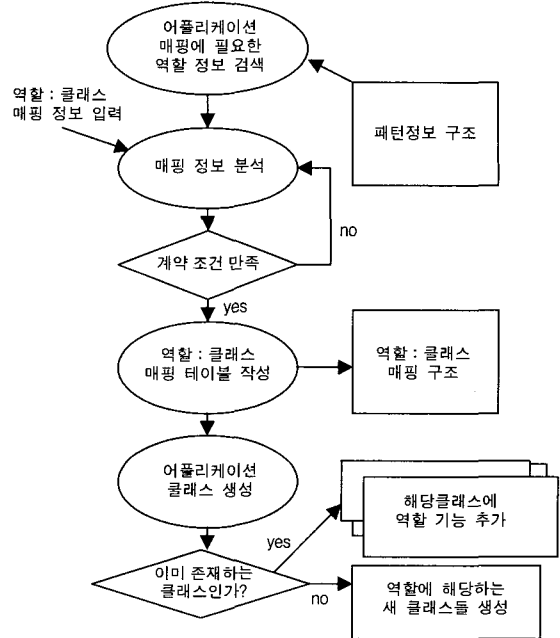 어플리케이션
매핑에 필요한
역할 정보 검색
역할 : 클래스
매핑 정보 입력
패턴정보 구조
매핑 정보 분석
no
계약 조건 만족
yes
역할 : 클래스
매핑 테이블 작성
역할 : 클래스
매핑 구조
어플리케이션
클래스 생성
해당클래스에
역할 기능 추가
yes
이미 존재하는
클래스인가?
no
역할에 해당하는
새 클래스들 생성